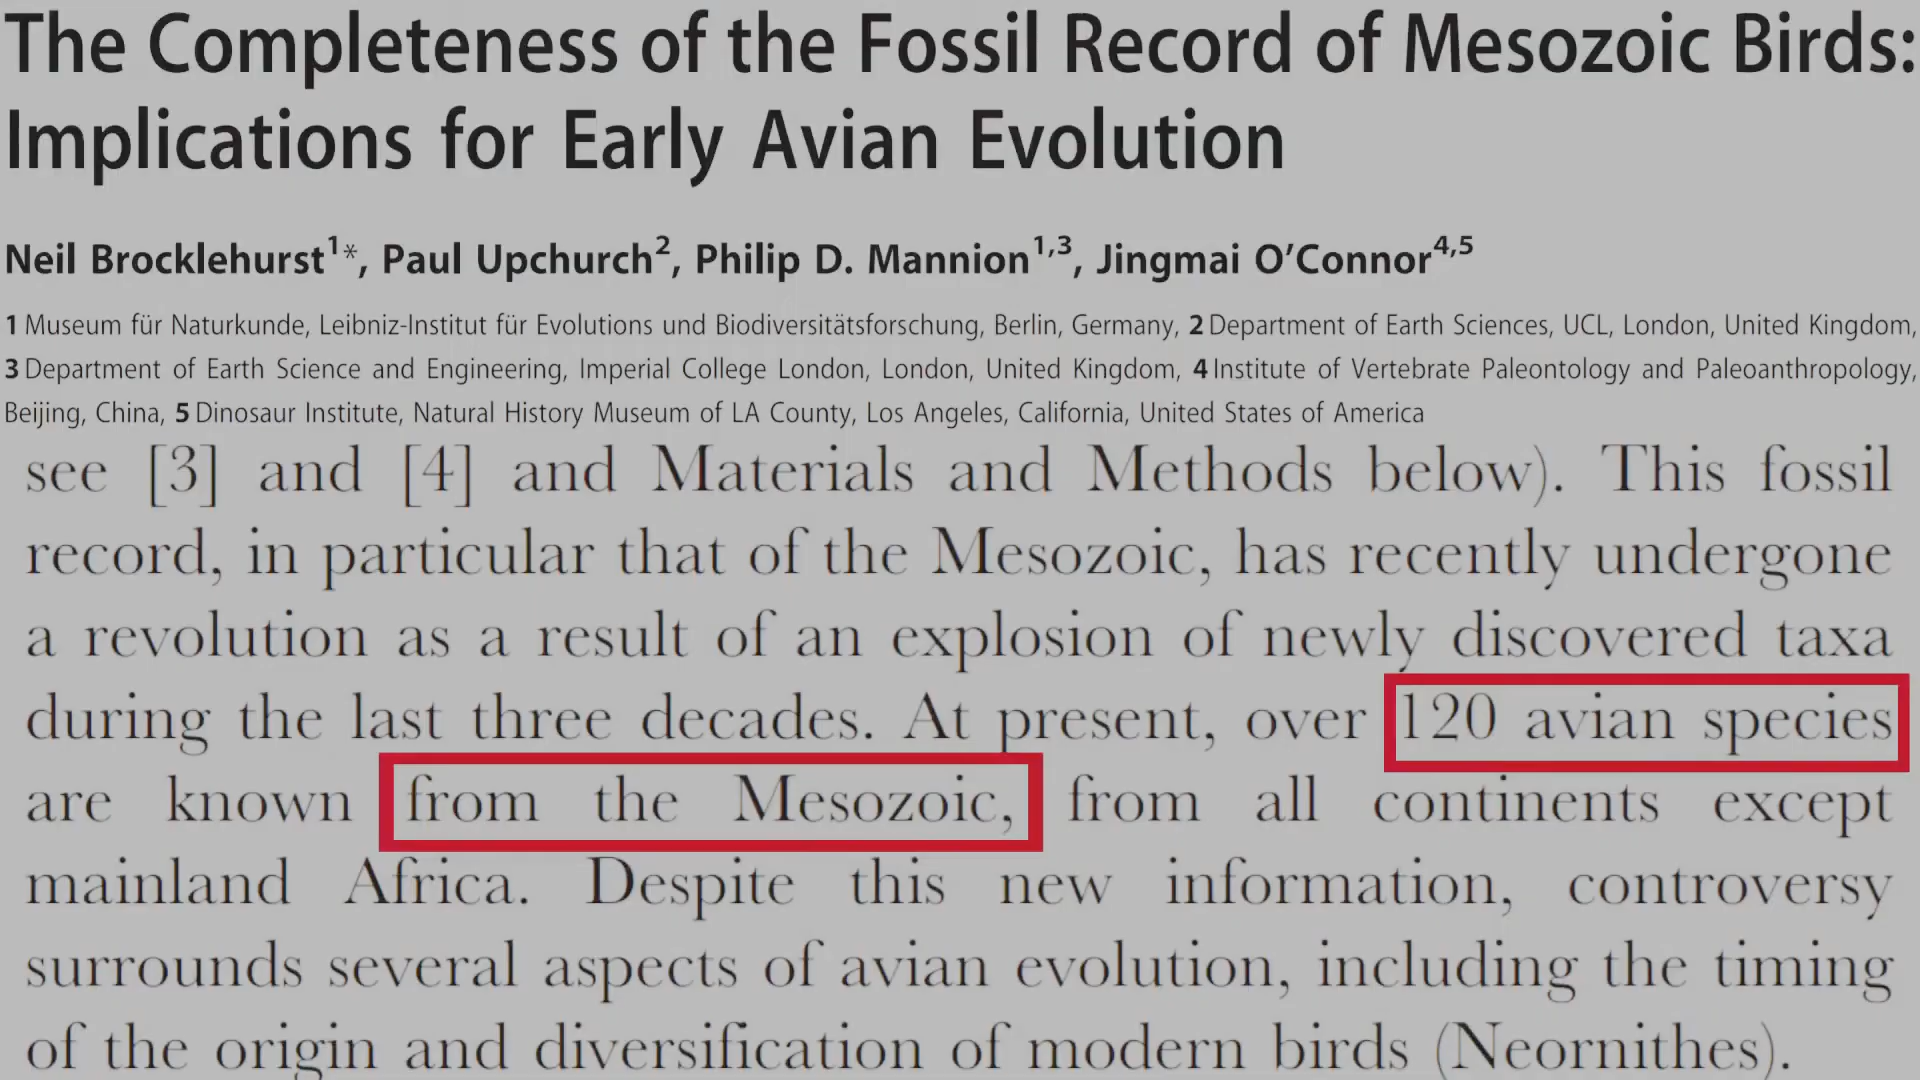 The Completeness of the Fossil Record of Mesozoic Birds:
Implications for Early Avian Evolution
Neil Brocklehurst1*, Paul Upchurch2, Philip D. Mannion1,3, Jingmai O'Connor4,5
1 Museum für Naturkunde, Leibniz-Institut für Evolutions und Biodiversitätsforschung, Berlin, Germany, 2 Department of Earth Sciences, UCL, London, United Kingdom,
3 Department of Earth Science and Engineering, Imperial College London, London, United Kingdom, 4 Institute of Vertebrate Paleontology and Paleoanthropology,
Beijing, China, 5 Dinosaur Institute, Natural History Museum of LA County, Los Angeles, California, United States of America
see [3] and [4] and Materials and Methods below). This fossil
record, in particular that of the Mesozoic, has recently undergone
a revolution as a result of an explosion of newly discovered taxa
during the last three decades. At present, over 120 avian species
are known from the Mesozoic, from all continents except
mainland Africa. Despite this new information, controversy
surrounds several aspects of avian evolution, including the timing
of the origin and diversification of modern birds (Neornithes).